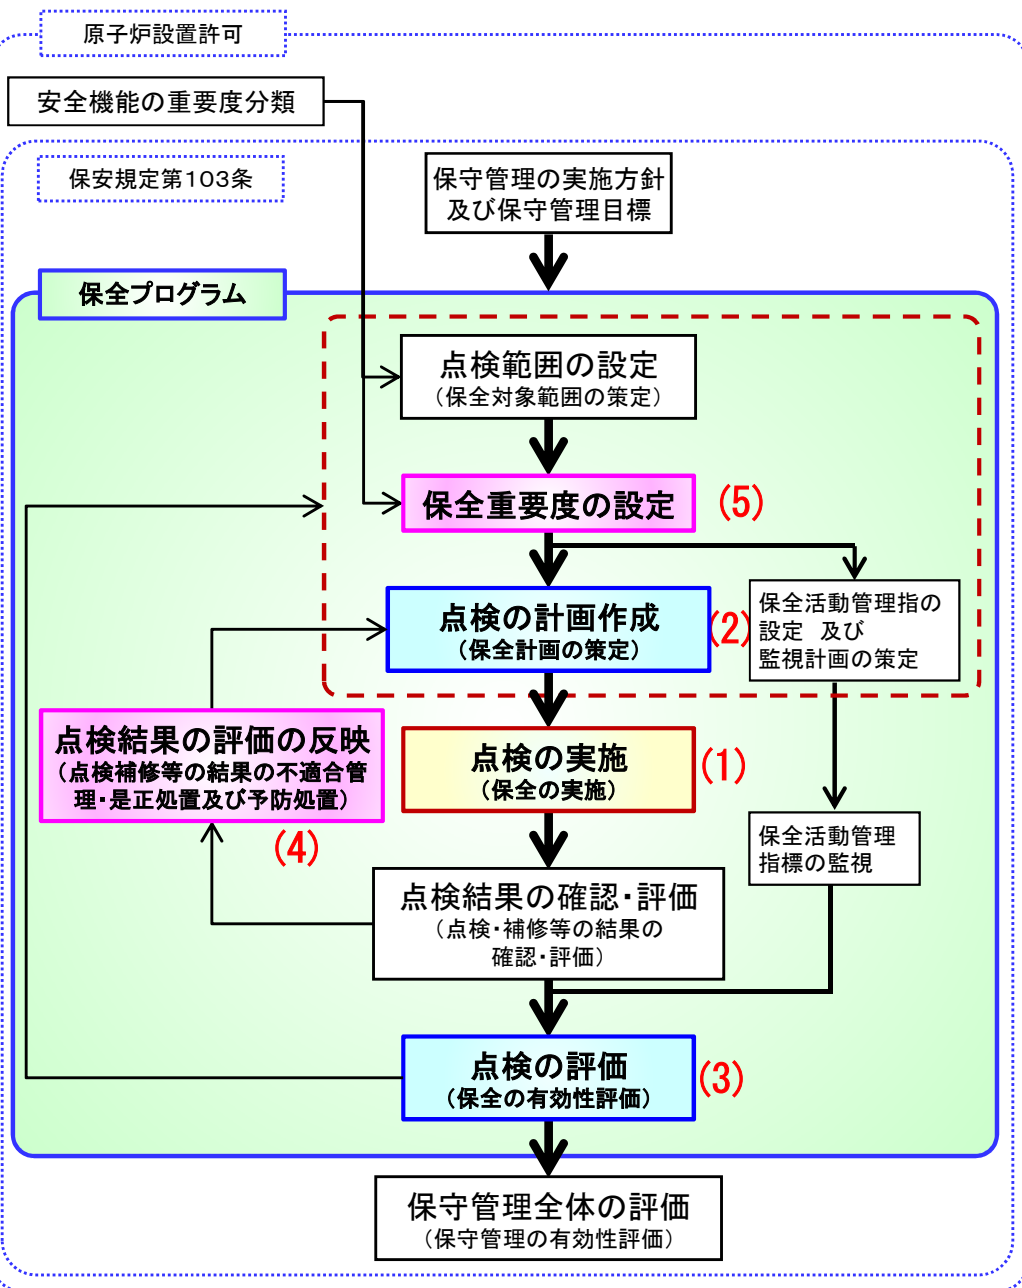 原子炉設置許可
安全機能の重要度分類
保安規定第103条
保守管理の実施方針
及び保守管理目標
保全プログラム
点検範囲の設定
（保全対象範囲の策定）
保全重要度の設定
(5)
点検の計画作成
（保全計画の策定）
(2)
保全活動管理指の
設定 及び
監視計画の策定
点検結果の評価の反映
（点検補修等の結果の不適合管
理・是正処置及び予防処置）
(4)
点検の実施
（保全の実施）
(1)
保全活動管理
指標の監視
点検結果の確認・評価
（点検・補修等の結果の
確認・評価）
点検の評価
（保全の有効性評価）
(3)
保守管理全体の評価
（保守管理の有効性評価）